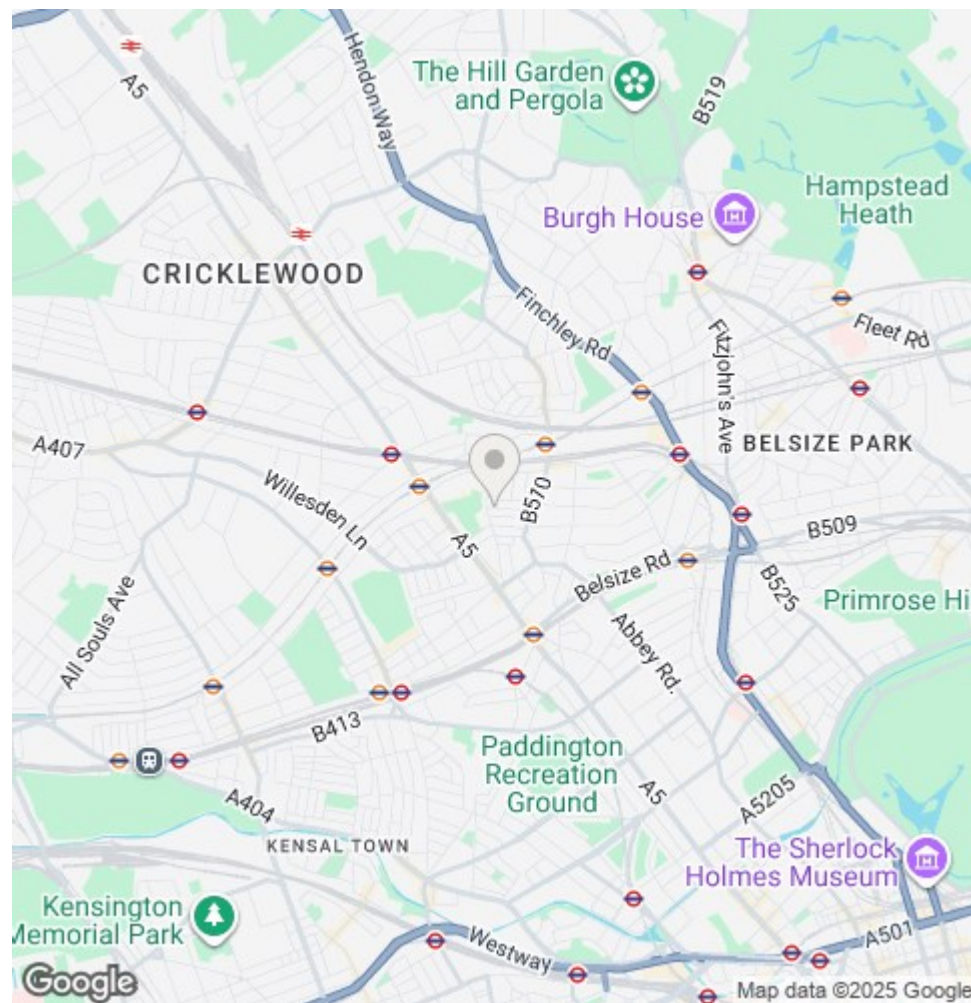 A5
Hendon Way
The Hill Garden
and Pergola
B519
Hampstead
Heath
Burgh House
CRICKLEWOOD
Finchley Rd
Fleet Rd
Fitzjohn's Ave
A407
BELSIZE PARK
Willesden Ln
B570
A5
B509
Belsize Rd
B525
Primrose Hi
All Souls Ave
Abbey Rd.
B413
Paddington
Recreation
Ground
A5
A5205
A404
KENSAL TOWN
The Sherlock
Holmes Museum
Kensington
Memorial Park
Westway
A501
Google
Map data ©2025 Google